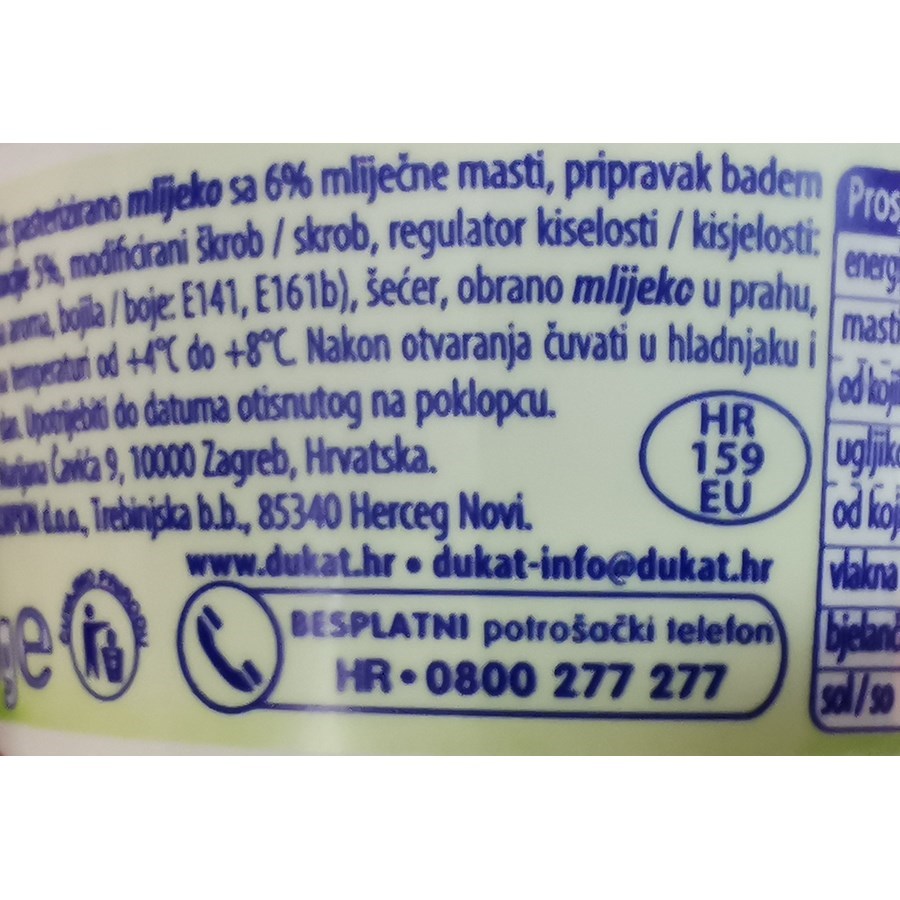 pasterizirano mlijeko sa 6% mliječne masti, pripravak badem
5%, modificirani škrob / skrob, regulator kiselosti / kisjelosti:
aroma, bojila / boje: E141, E161b), šećer, obrano mlijeko u prahu,
temperaturi od +4°C do +8°C. Nakon otvaranja čuvati u hladnjaku i
Upotrijebiti do datuma otisnutog na poklopcu.
Marijana Čavića 9, 10000 Zagreb, Hrvatska.
d.o.o., Trebinjska b.b., 85340 Herceg Novi.
HR
159
EU
www.dukat.hr • dukat-info@dukat.hr
BESPLATNI potrošački telefon
HR • 0800 277 277
Pros
energ
masti
od koji
ugljiko
od koj
vlakna
bjelanč
sol / so